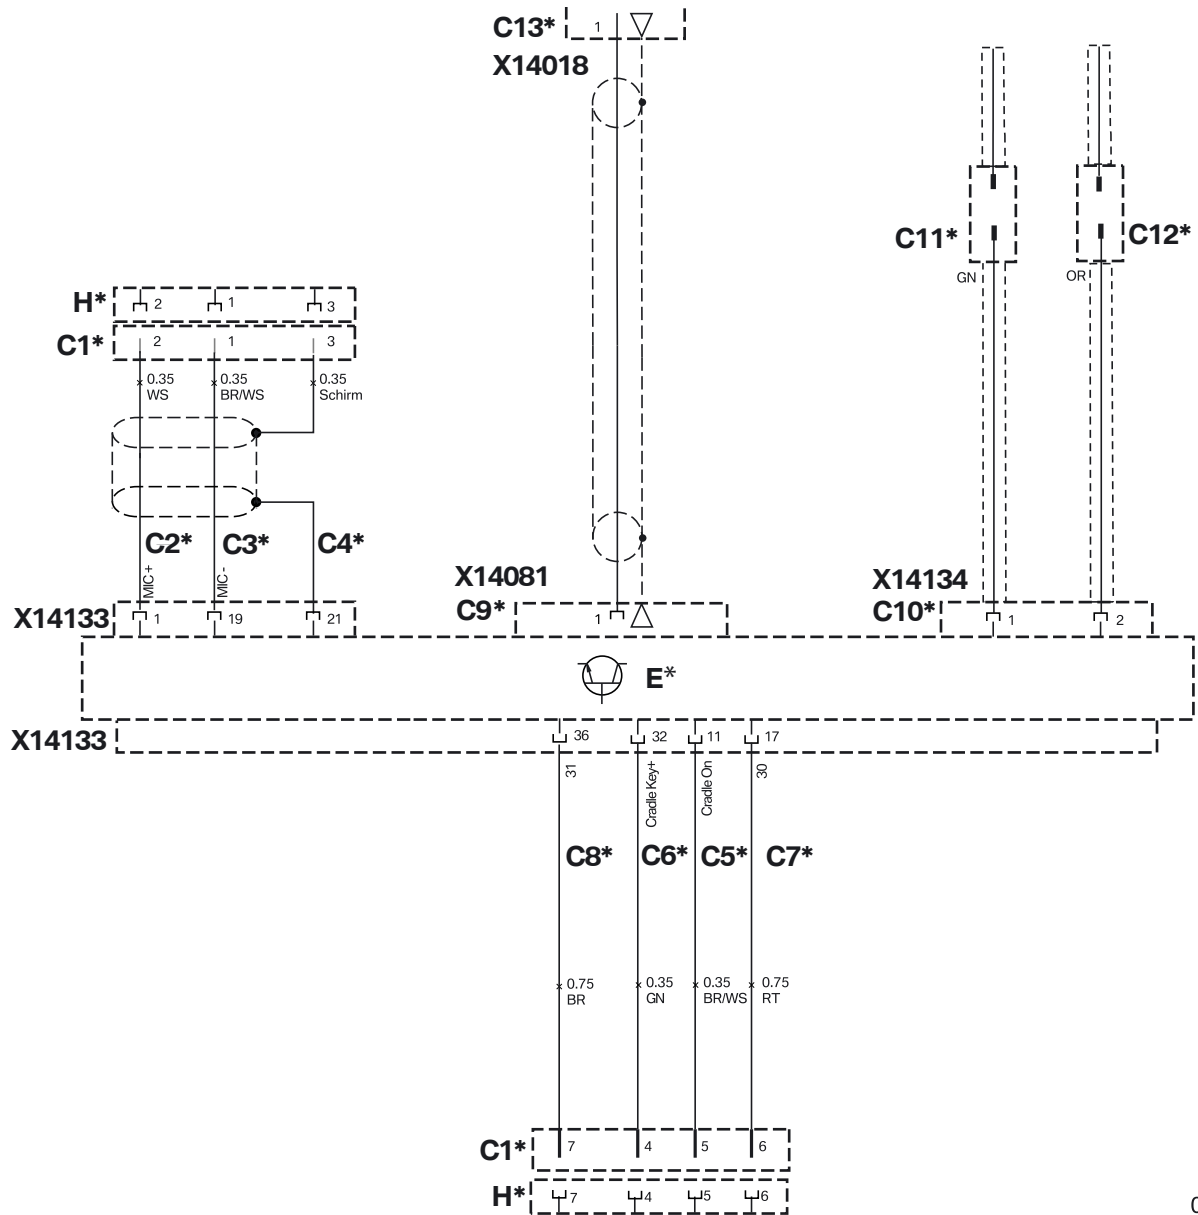 C13*
1
X14018
C11*
C12*
GN
OR
H*
2
1
3
C1*
2
1
3
0.35
WS
0.35
BR/WS
0.35
Schirm
C2*
C3*
C4*
MIC +
MIC -
X14133
1
19
21
X14081
C9*
1
X14134
C10*
1
2
E*
X14133
36
32
11
17
31
Cradle Key+
Cradle On
30
C8*
C6*
C5*
C7*
0.75
BR
0.35
GN
0.35
BR/WS
0.75
RT
C1*
7
4
5
6
H*
7
4
5
6